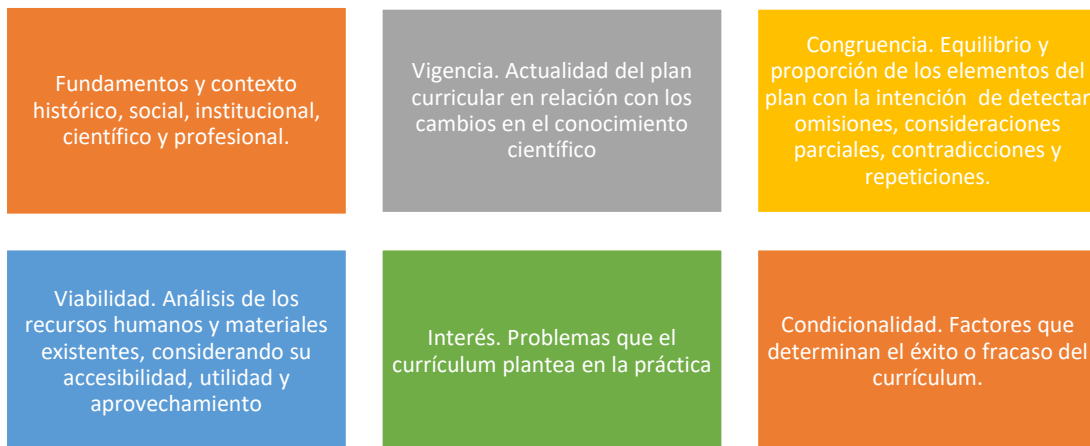 Fundamentos y contexto
histórico, social, institucional,
científico y profesional.
Vigencia. Actualidad del plan
curricular en relación con los
cambios en el conocimiento
científico
Congruencia. Equilibrio y
proporción de los elementos del
plan con la intención  de detectar
omisiones, consideraciones
parciales, contradicciones y
repeticiones.
Viabilidad. Análisis de los
recursos humanos y materiales
existentes, considerando su
accesibilidad, utilidad y
aprovechamiento
Interés. Problemas que el
currículum plantea en la práctica
Condicionalidad. Factores que
determinan el éxito o fracaso del
currículum.